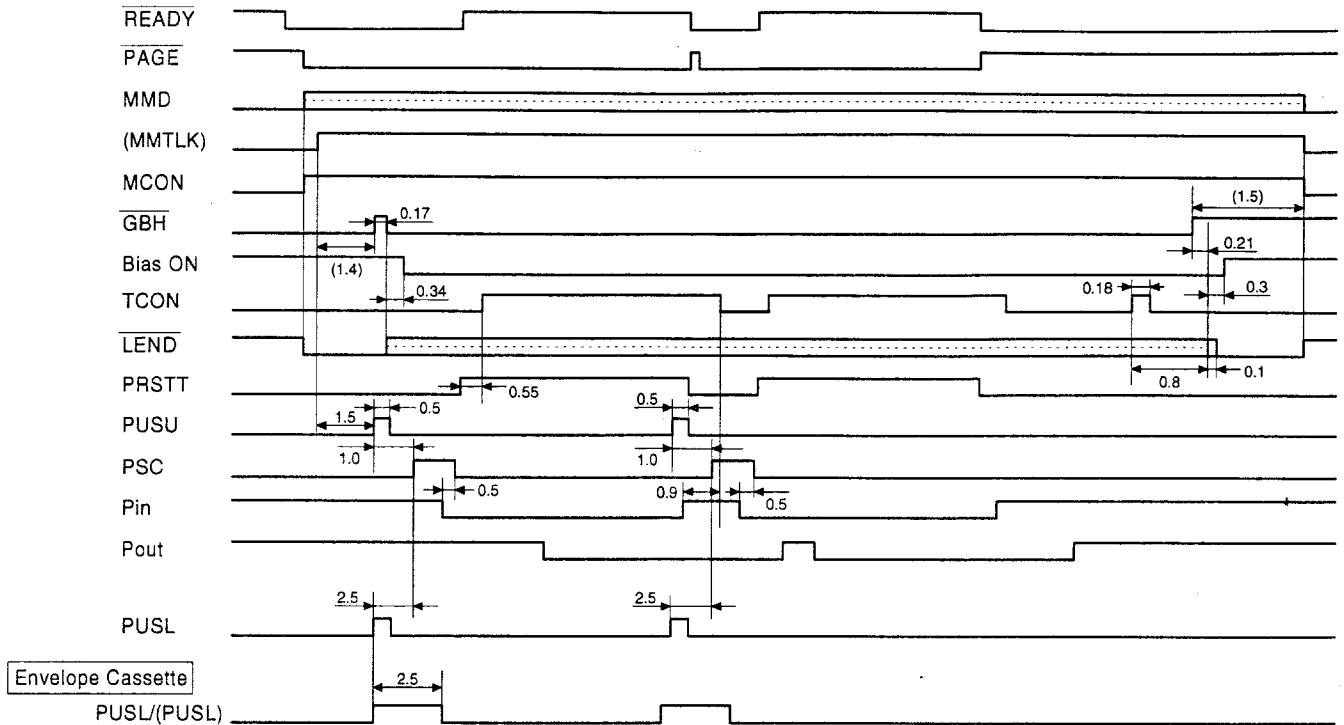 READY
PAGE
MMD
(MMTLK)
MCON
(1.5)
GBH
0.17
0.21
Bias ON
(1.4)
0.34
0.18
0.3
TCON
LEND
PRSTT
0.55
0.8
0.1
0.5
0.5
PUSU
1.5
1.0
1.0
PSC
0.5
0.9
0.5
Pin
Pout
2.5
2.5
PUSL
Envelope Cassette
2.5
PUSL/(PUSL)